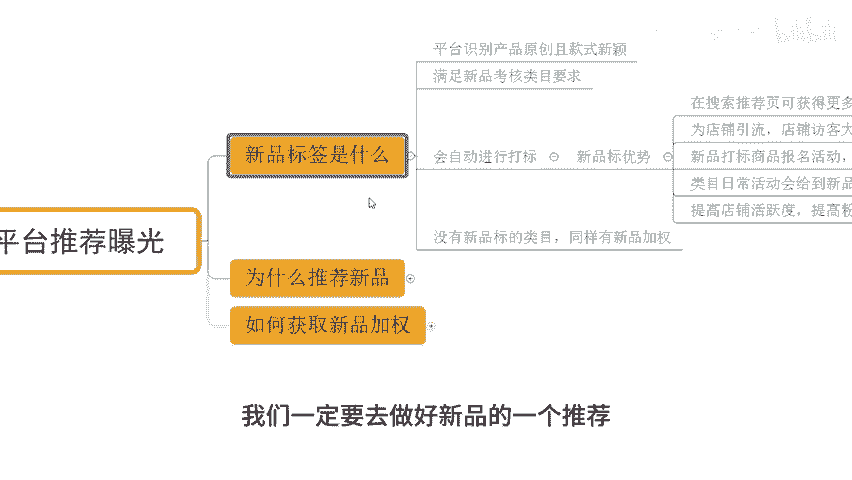 平台识别产品原创且款式新颖
满足新品考核类目要求
在搜索推荐页可获得更多
为店铺引流，店铺访客大
新品标签是什么
会自动进行打标
新品标优势
新品打标商品报名活动，
类目日常活动会给到新品
提高店铺活跃度，提高粉
没有新品标的类目，同样有新品加权
平台推荐曝光
为什么推荐新品
如何获取新品加权
我们一定要去做好新品的一个推荐